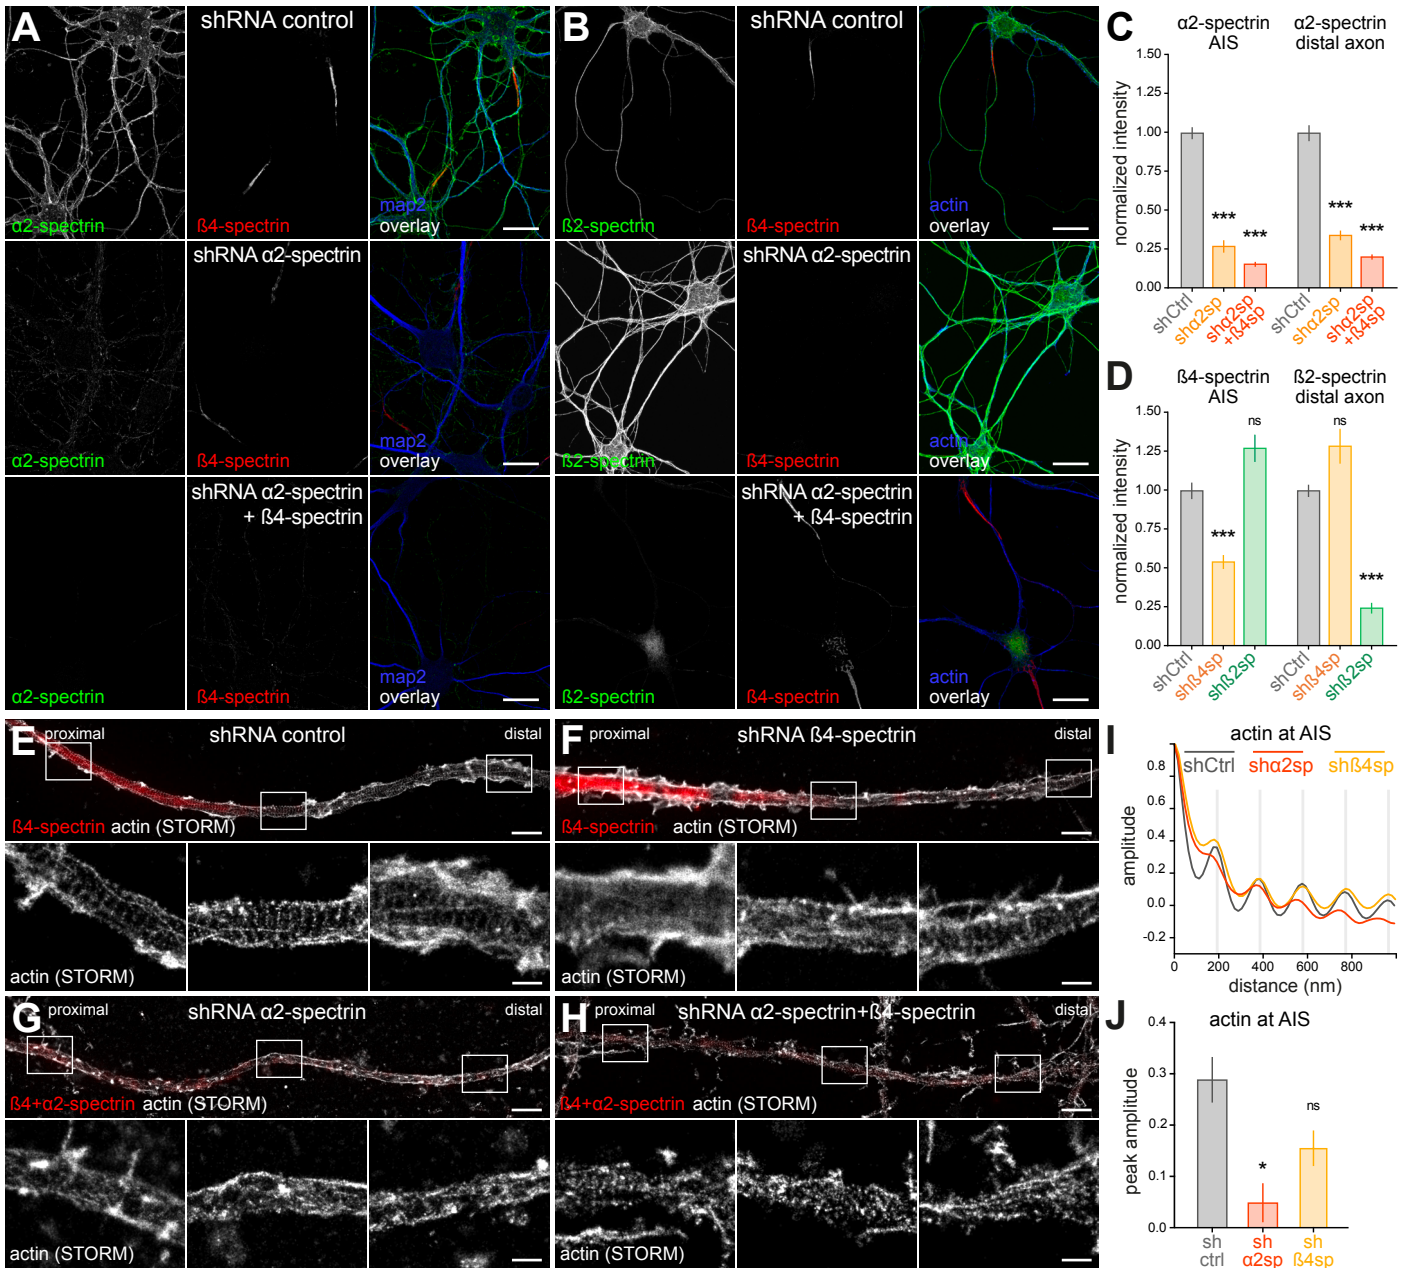 A
shRNA control
α2-spectrin
ß4-spectrin
map2
overlay
shRNA α2-spectrin
α2-spectrin
ß4-spectrin
map2
overlay
shRNA α2-spectrin
+ ß4-spectrin
α2-spectrin
ß4-spectrin
map2
overlay
B
shRNA control
ß2-spectrin
ß4-spectrin
actin
overlay
shRNA α2-spectrin
ß2-spectrin
ß4-spectrin
actin
overlay
shRNA α2-spectrin
+ ß4-spectrin
ß2-spectrin
ß4-spectrin
actin
overlay
C
α2-spectrin
AIS
α2-spectrin
distal axon
normalized intensity
1.50
1.25
1.00
0.75
0.50
0.25
0.00
***
***
***
***
shCtrl
shα2sp
shα2sp
+ß4sp
shCtrl
shα2sp
shα2sp
+ß4sp
D
ß4-spectrin
AIS
ß2-spectrin
distal axon
normalized intensity
1.50
1.25
1.00
0.75
0.50
0.25
0.00
***
ns
ns
***
shCtrl
shß4sp
shß2sp
shCtrl
shß4sp
shß2sp
E
proximal
shRNA control
distal
ß4-spectrin actin (STORM)
actin (STORM)
F
proximal
shRNA ß4-spectrin
distal
ß4-spectrin actin (STORM)
actin (STORM)
G
proximal
shRNA α2-spectrin
distal
ß4+α2-spectrin actin (STORM)
actin (STORM)
H
proximal
shRNA α2-spectrin+ß4-spectrin
distal
ß4+α2-spectrin actin (STORM)
actin (STORM)
I
actin at AIS
shCtrl shα2sp shß4sp
amplitude
0.8
0.6
0.4
0.2
0.0
-0.2
0 200 400 600 800
distance (nm)
J
actin at AIS
peak amplitude
0.4
0.3
0.2
0.1
0.0
*
ns
sh
ctrl
sh
α2sp
sh
ß4sp